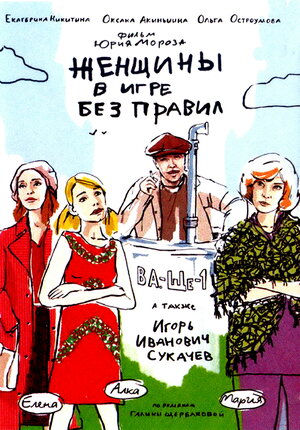 Екатерина Никитина Оксана Акиньшина Ольга Остроумова
фильм
Юрия Мороза
Женщины
в игре
без правил
ВА-Ше-1
а также
Игорь
Иванович
Сукачев
Елена
Алка
Мария
по романам
Галины Щербаковой